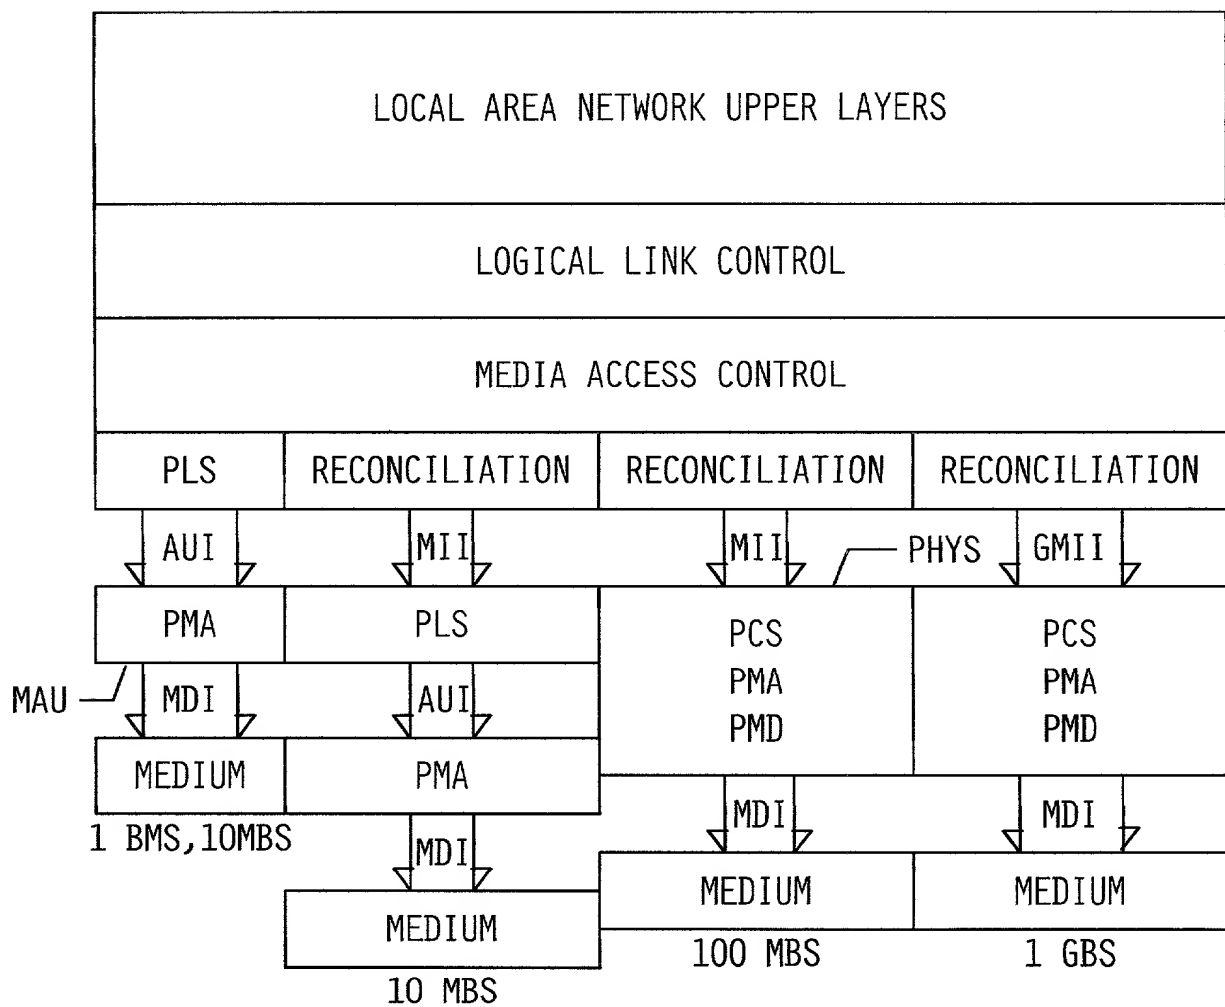 LOCAL AREA NETWORK UPPER LAYERS
LOGICAL LINK CONTROL
MEDIA ACCESS CONTROL
PLS
RECONCILIATION
RECONCILIATION
RECONCILIATION
AUI
MII
MII
PHYS
GMII
PMA
PLS
PCS
PMA
PMD
PCS
PMA
PMD
MAU
MDI
AUI
MEDIUM
PMA
MDI
MDI
1 BMS,10MBS
MDI
MEDIUM
MEDIUM
MEDIUM
100 MBS
1 GBS
10 MBS